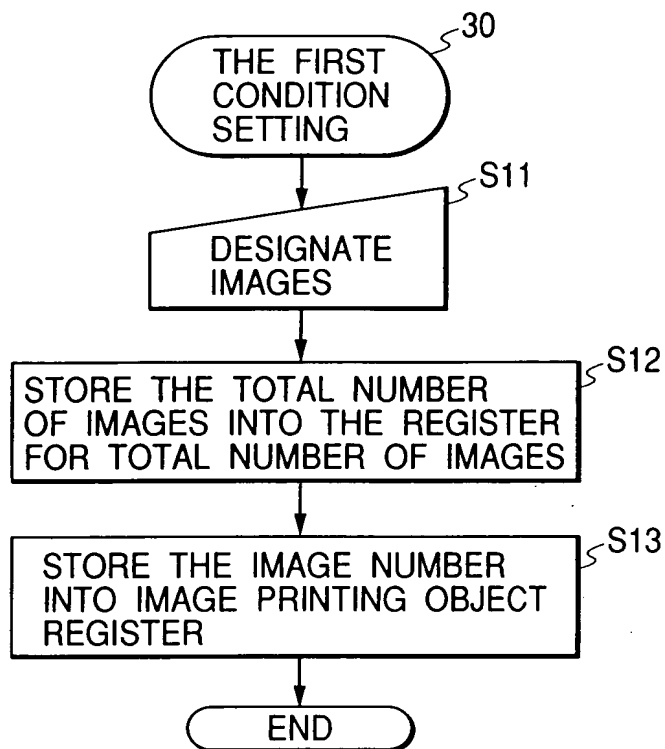 30
THE FIRST
CONDITION
SETTING
S11
DESIGNATE
IMAGES
S12
STORE THE TOTAL NUMBER
OF IMAGES INTO THE REGISTER
FOR TOTAL NUMBER OF IMAGES
S13
STORE THE IMAGE NUMBER
INTO IMAGE PRINTING OBJECT
REGISTER
END